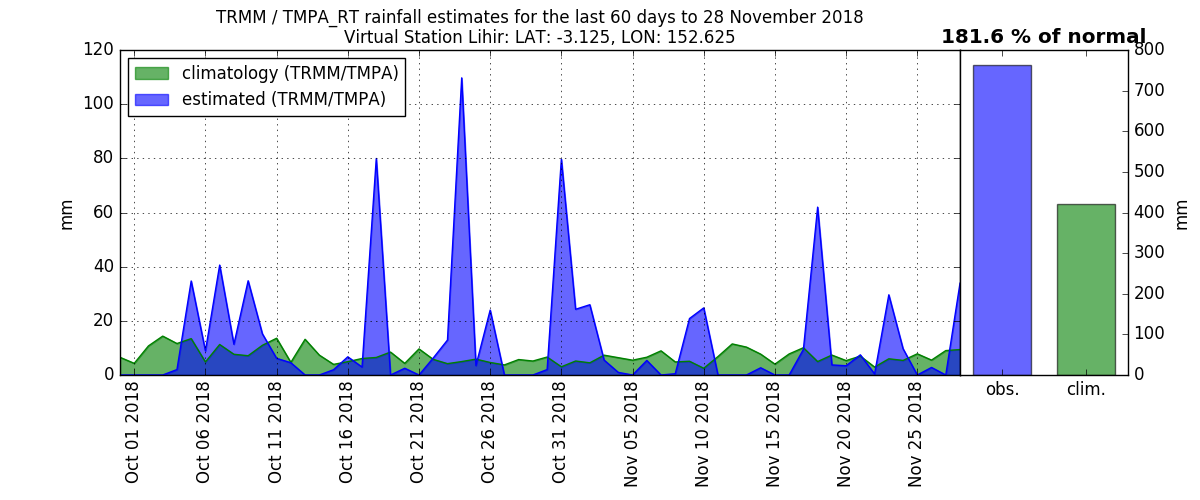 TRMM / TMPA_RT rainfall estimates for the last 60 days to 28 November 2018
Virtual Station Lihir: LAT: -3.125, LON: 152.625
181.6 % of normal
climatology (TRMM/TMPA)
estimated (TRMM/TMPA)
mm
120
100
80
60
40
20
0
Oct 01 2018
Oct 06 2018
Oct 11 2018
Oct 16 2018
Oct 21 2018
Oct 26 2018
Oct 31 2018
Nov 05 2018
Nov 10 2018
Nov 15 2018
Nov 20 2018
Nov 25 2018
obs.
clim.
800
700
600
500
400
300
200
100
0
mm